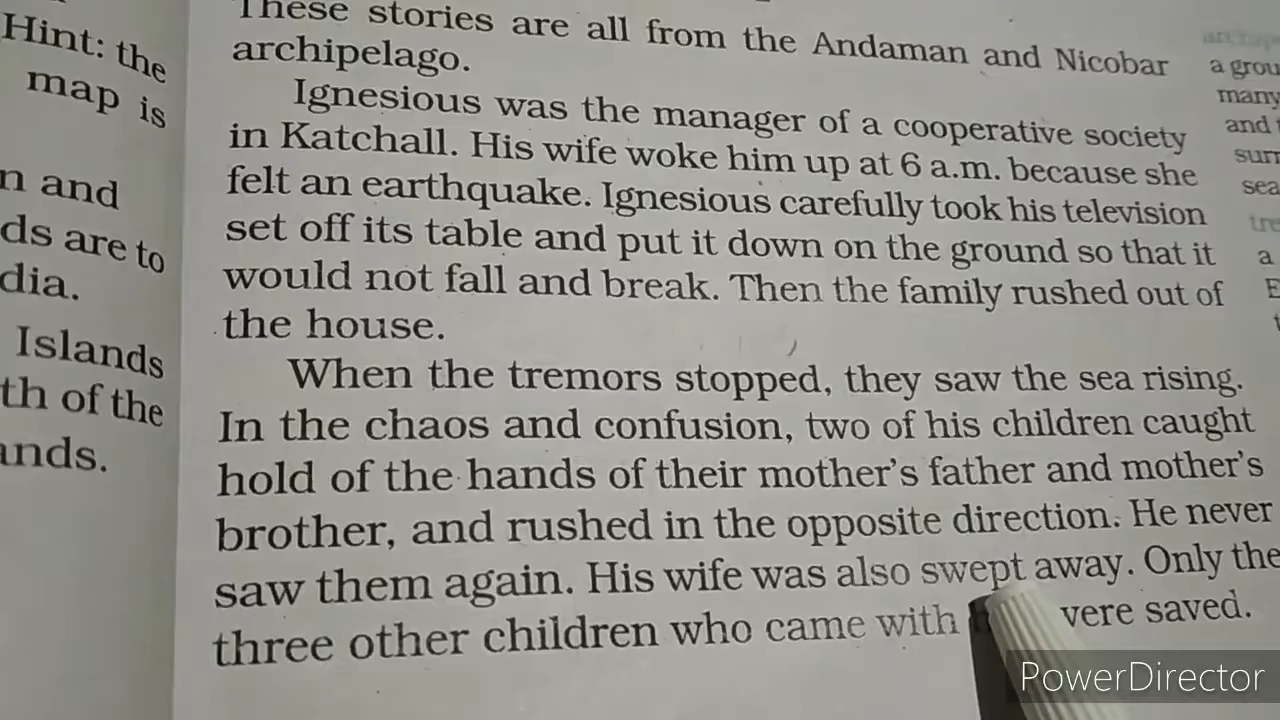 Hint: the
map is
n and
ds are to
dia.
Islands
th of the
ands.
These stories are all from the Andaman and Nicobar
archipelago.
Ignesious was the manager of a cooperative society
in Katchall. His wife woke him up at 6 a.m. because she
felt an earthquake. Ignesious carefully took his television
set off its table and put it down on the ground so that it
would not fall and break. Then the family rushed out of
the house.
When the tremors stopped, they saw the sea rising.
In the chaos and confusion, two of his children caught
hold of the hands of their mother's father and mother's
brother, and rushed in the opposite direction. He never
saw them again. His wife was also swept away. Only the
three other children who came with vere saved.
a grou
many
and
surr
sea
tre
a
E
t
PowerDirector